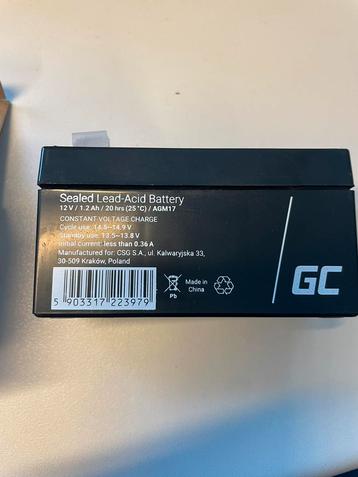 Sealed Lead-Acid Battery
12 V / 1.2 Ah / 20 hrs (25 °C) / AGM17
CONSTANT VOLTAGE CHARGE
Cycle use: 14.5~14.9 V
Standby use: 13.5~13.8 V
Initial current: less than 0.36 A
Manufactured for: CSG S.A., ul. Kalwaryjska 33,
30-509 Kraków, Poland
5 903317 223979
Pb
Made in
China
GC